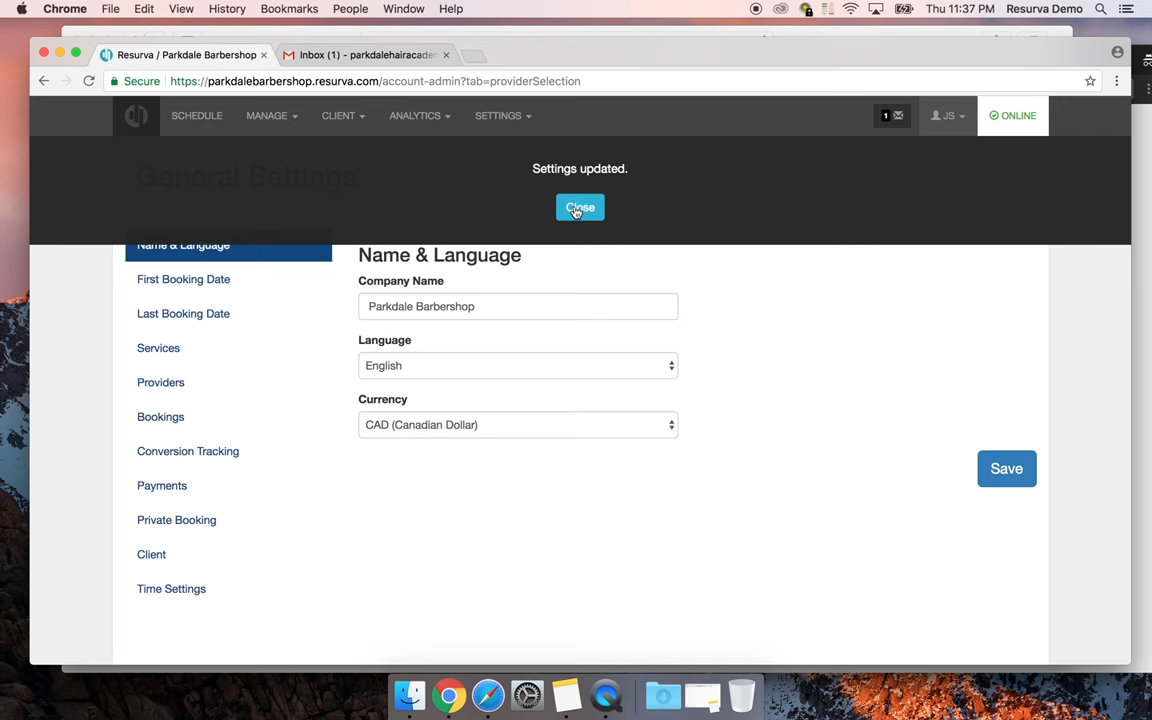 Chrome File Edit View History Bookmarks People Window Help
Thu 11:37 PM Resurva Demo
Resurva / Parkdale Barbershop
Inbox (1) - parkdalehairacadem
Secure https://parkdalebarbershop.resurva.com/account-admin?tab=providerSelection
SCHEDULE MANAGE CLIENT ANALYTICS SETTINGS 1 JS ONLINE
Settings updated.
General Settings
Close
Name & Language
Name & Language
First Booking Date
Last Booking Date
Services
Providers
Bookings
Conversion Tracking
Payments
Private Booking
Client
Time Settings
Company Name
Parkdale Barbershop
Language
English
Currency
CAD (Canadian Dollar)
Save